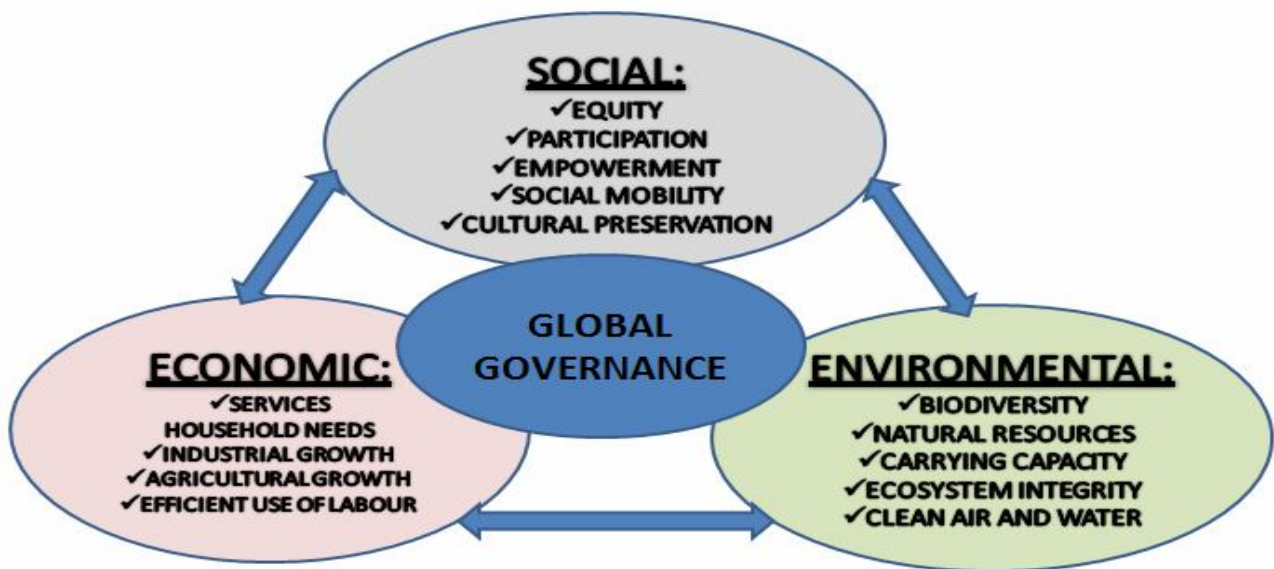 SOCIAL:
✓EQUITY
✓PARTICIPATION
✓EMPOWERMENT
✓SOCIAL MOBILITY
✓CULTURAL PRESERVATION
GLOBAL
GOVERNANCE
ECONOMIC:
✓SERVICES
HOUSEHOLD NEEDS
✓INDUSTRIAL GROWTH
✓AGRICULTURAL GROWTH
✓EFFICIENT USE OF LABOUR
ENVIRONMENTAL:
✓BIODIVERSITY
✓NATURAL RESOURCES
✓CARRYING CAPACITY
✓ECOSYSTEM INTEGRITY
✓CLEAN AIR AND WATER